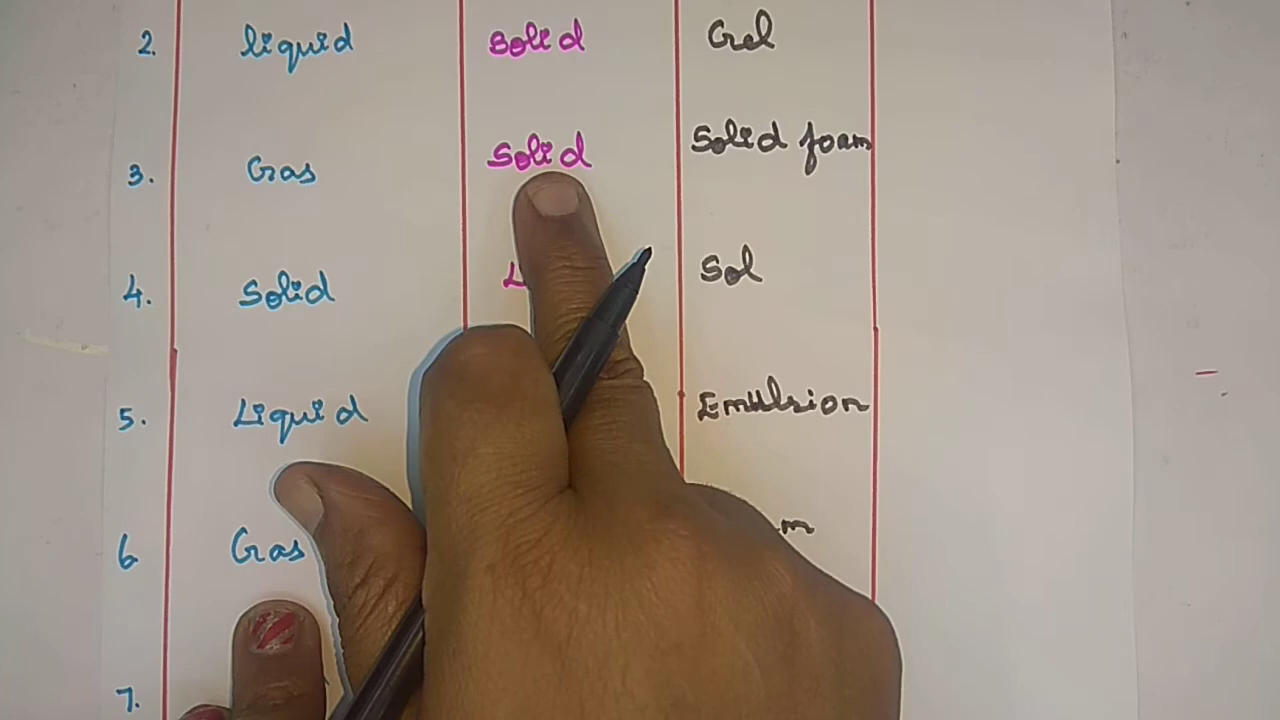 2. liquid Solid Gel
3. Gas Solid Solid foam
4. Solid L Sol
5. Liquid Emulsion
6 Gas
7.